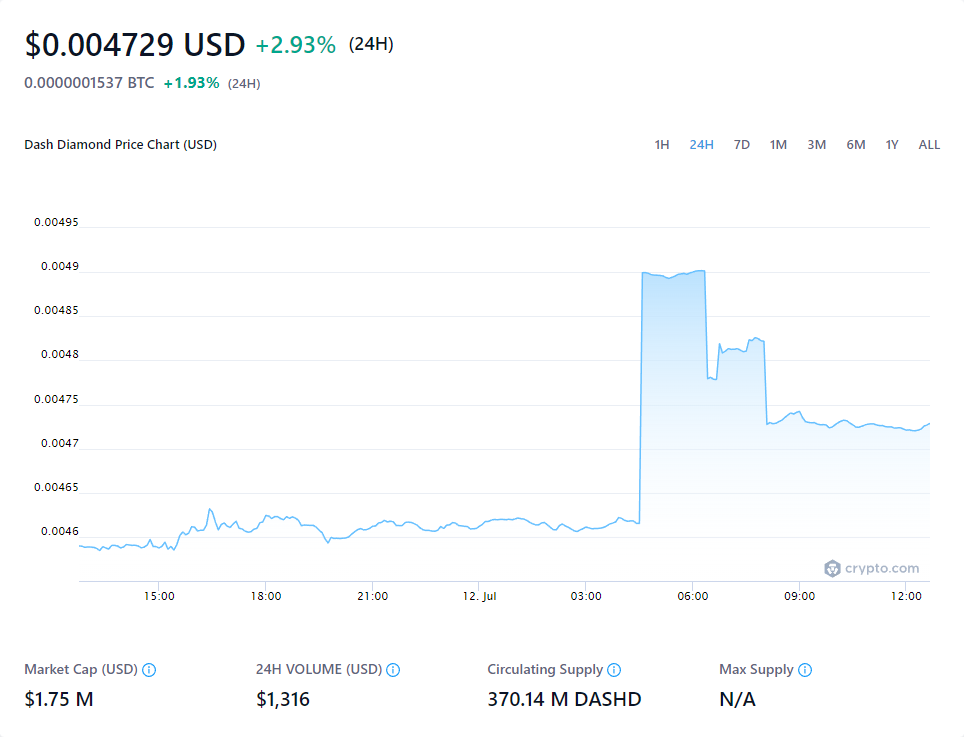 $0.004729 USD +2.93% (24H)
0.0000001537 BTC +1.93% (24H)
Dash Diamond Price Chart (USD) 1H 24H 7D 1M 3M 6M 1Y ALL
0.00495
0.0049
0.00485
0.0048
0.00475
0.0047
0.00465
0.0046
crypto.com
15:00 18:00 21:00 12. Jul 03:00 06:00 09:00 12:00
Market Cap (USD) 24H VOLUME (USD) Circulating Supply Max Supply
$1.75 M $1,316 370.14 M DASHD N/A